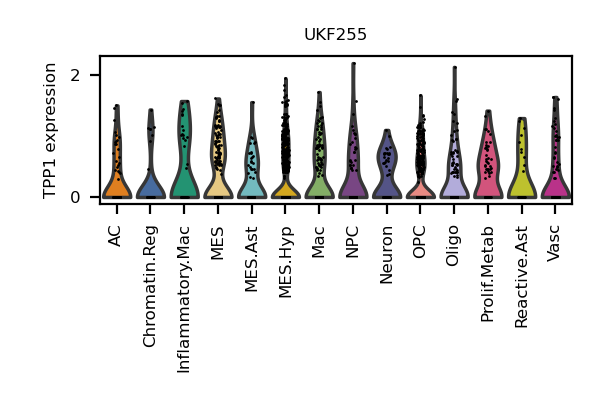 UKF255
TPP1 expression
2
0
AC
Chromatin.Reg
Inflammatory.Mac
MES
MES.Ast
MES.Hyp
Mac
NPC
Neuron
OPC
Oligo
Prolif.Metab
Reactive.Ast
Vasc